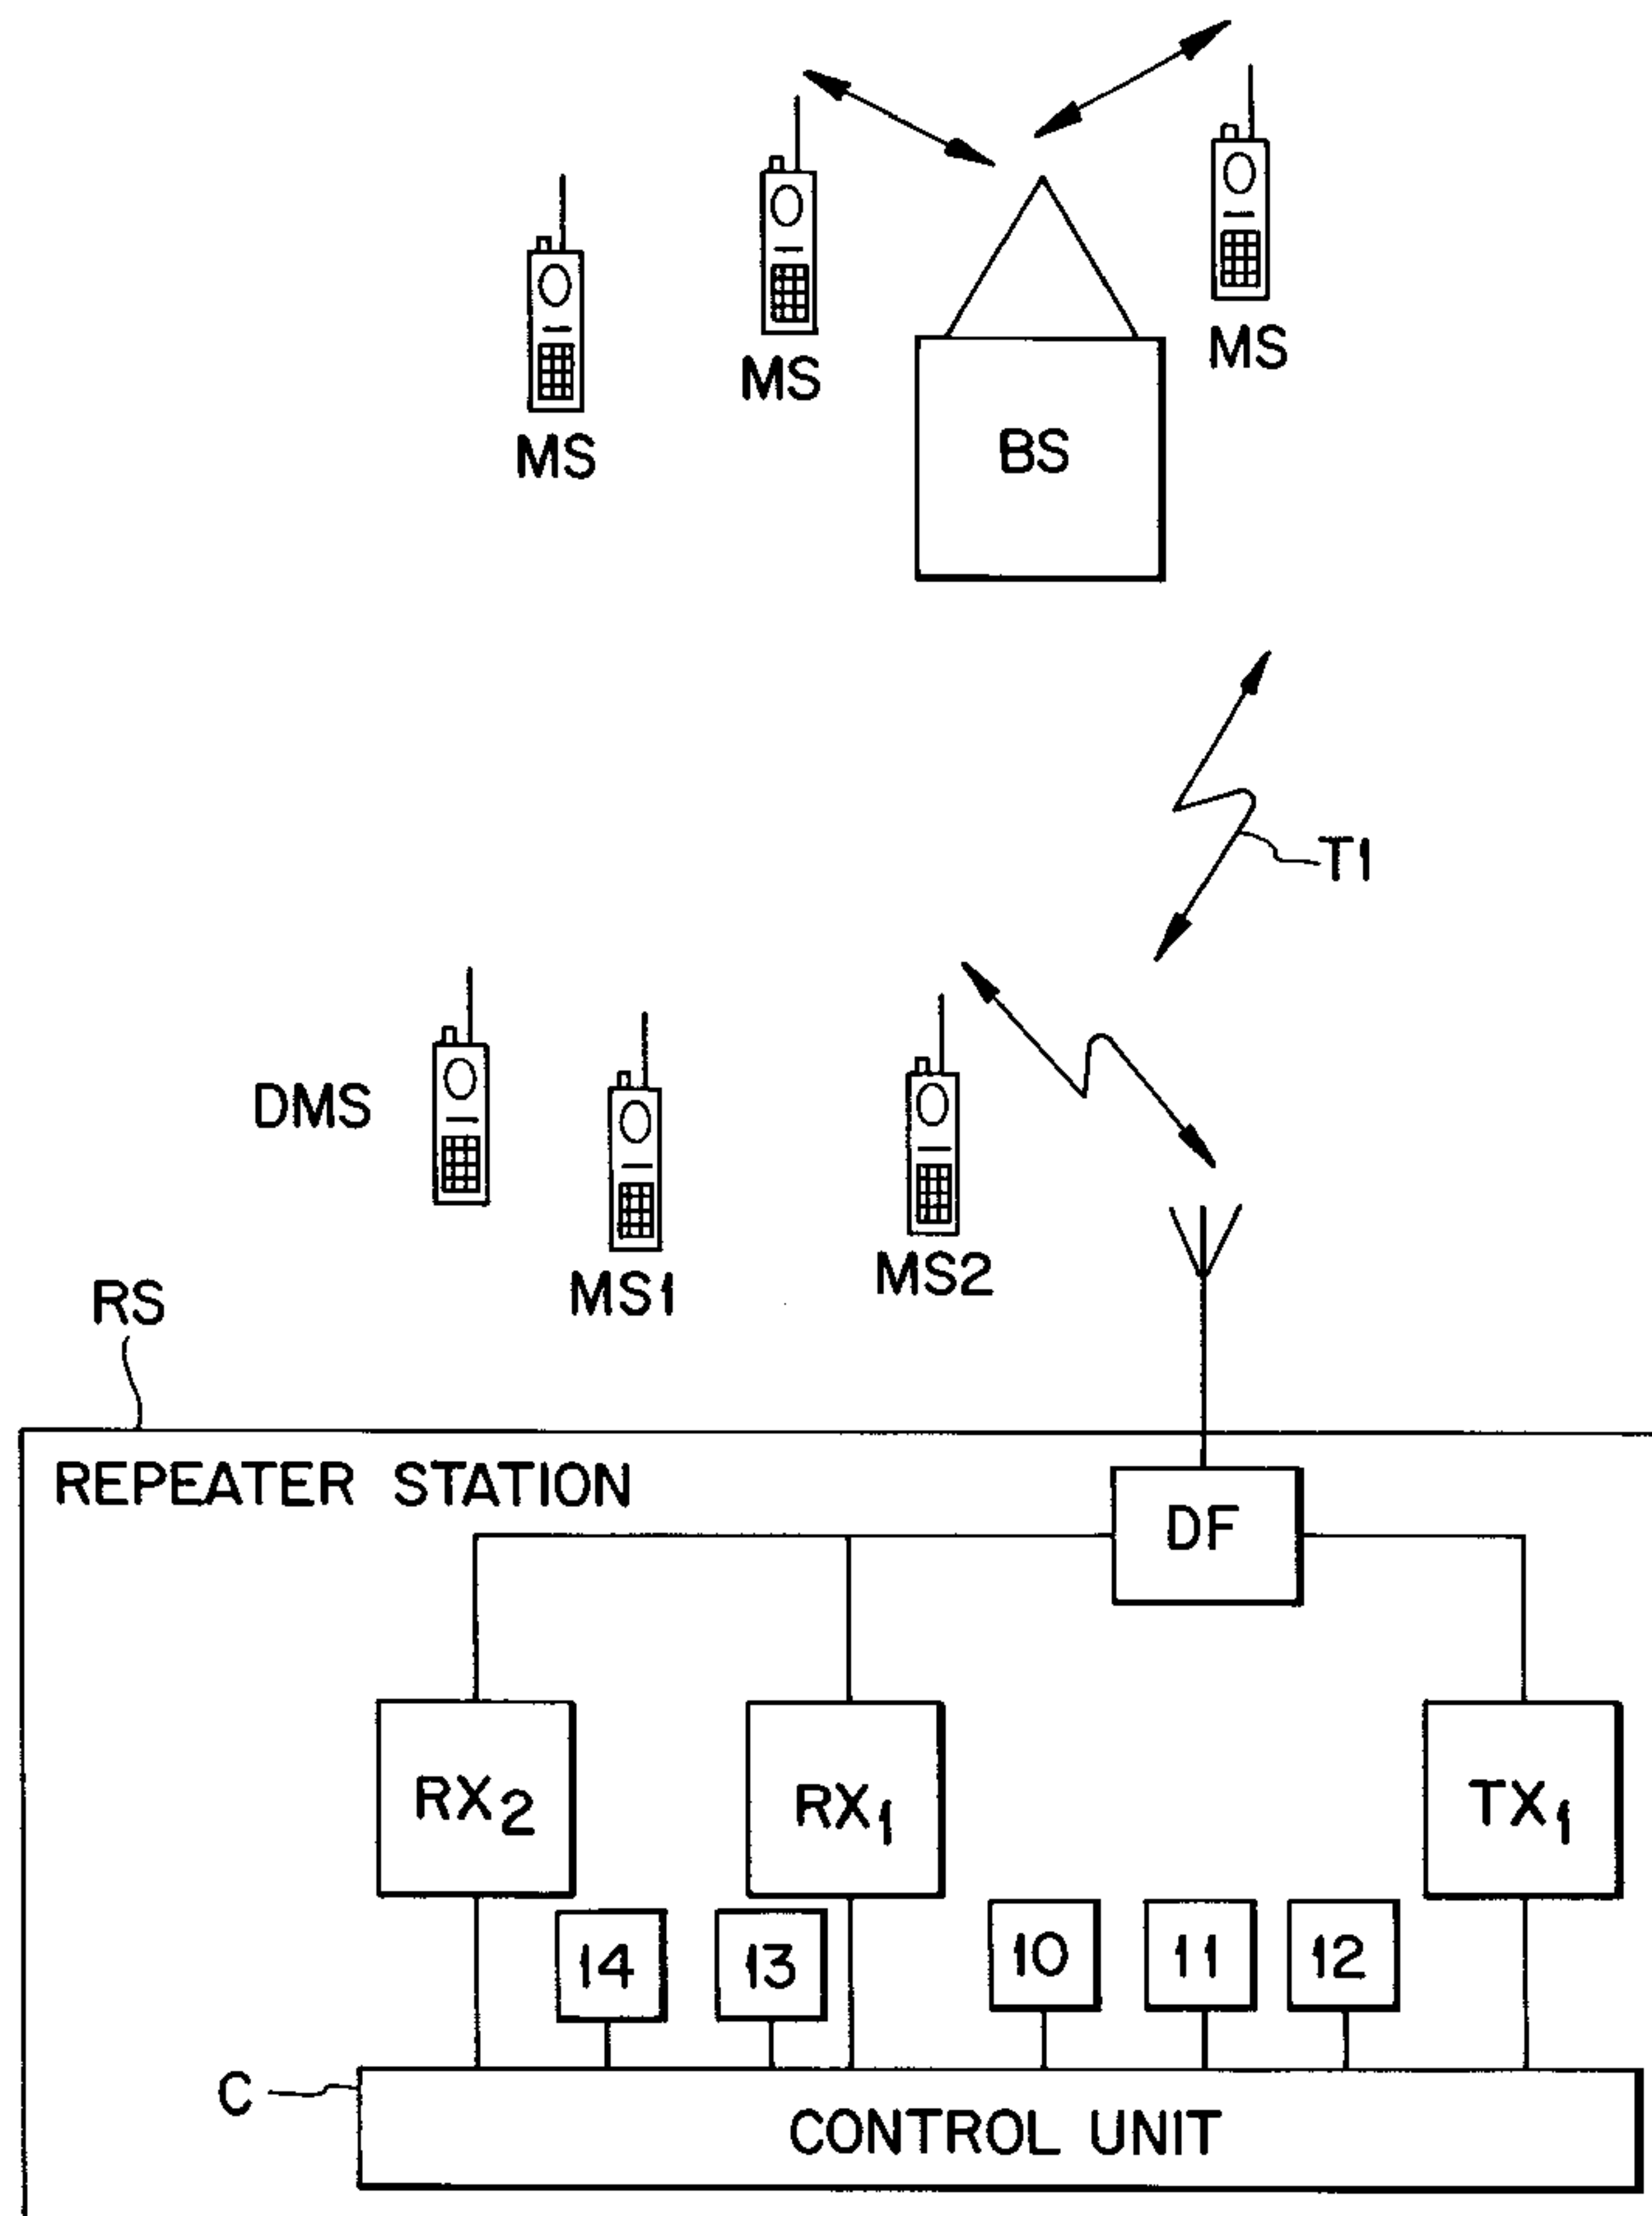 MS
MS
MS
BS
T1
DMS
MS1
MS2
RS
REPEATER STATION
DF
RX2
RX1
TX1
14
13
10
11
12
C
CONTROL UNIT